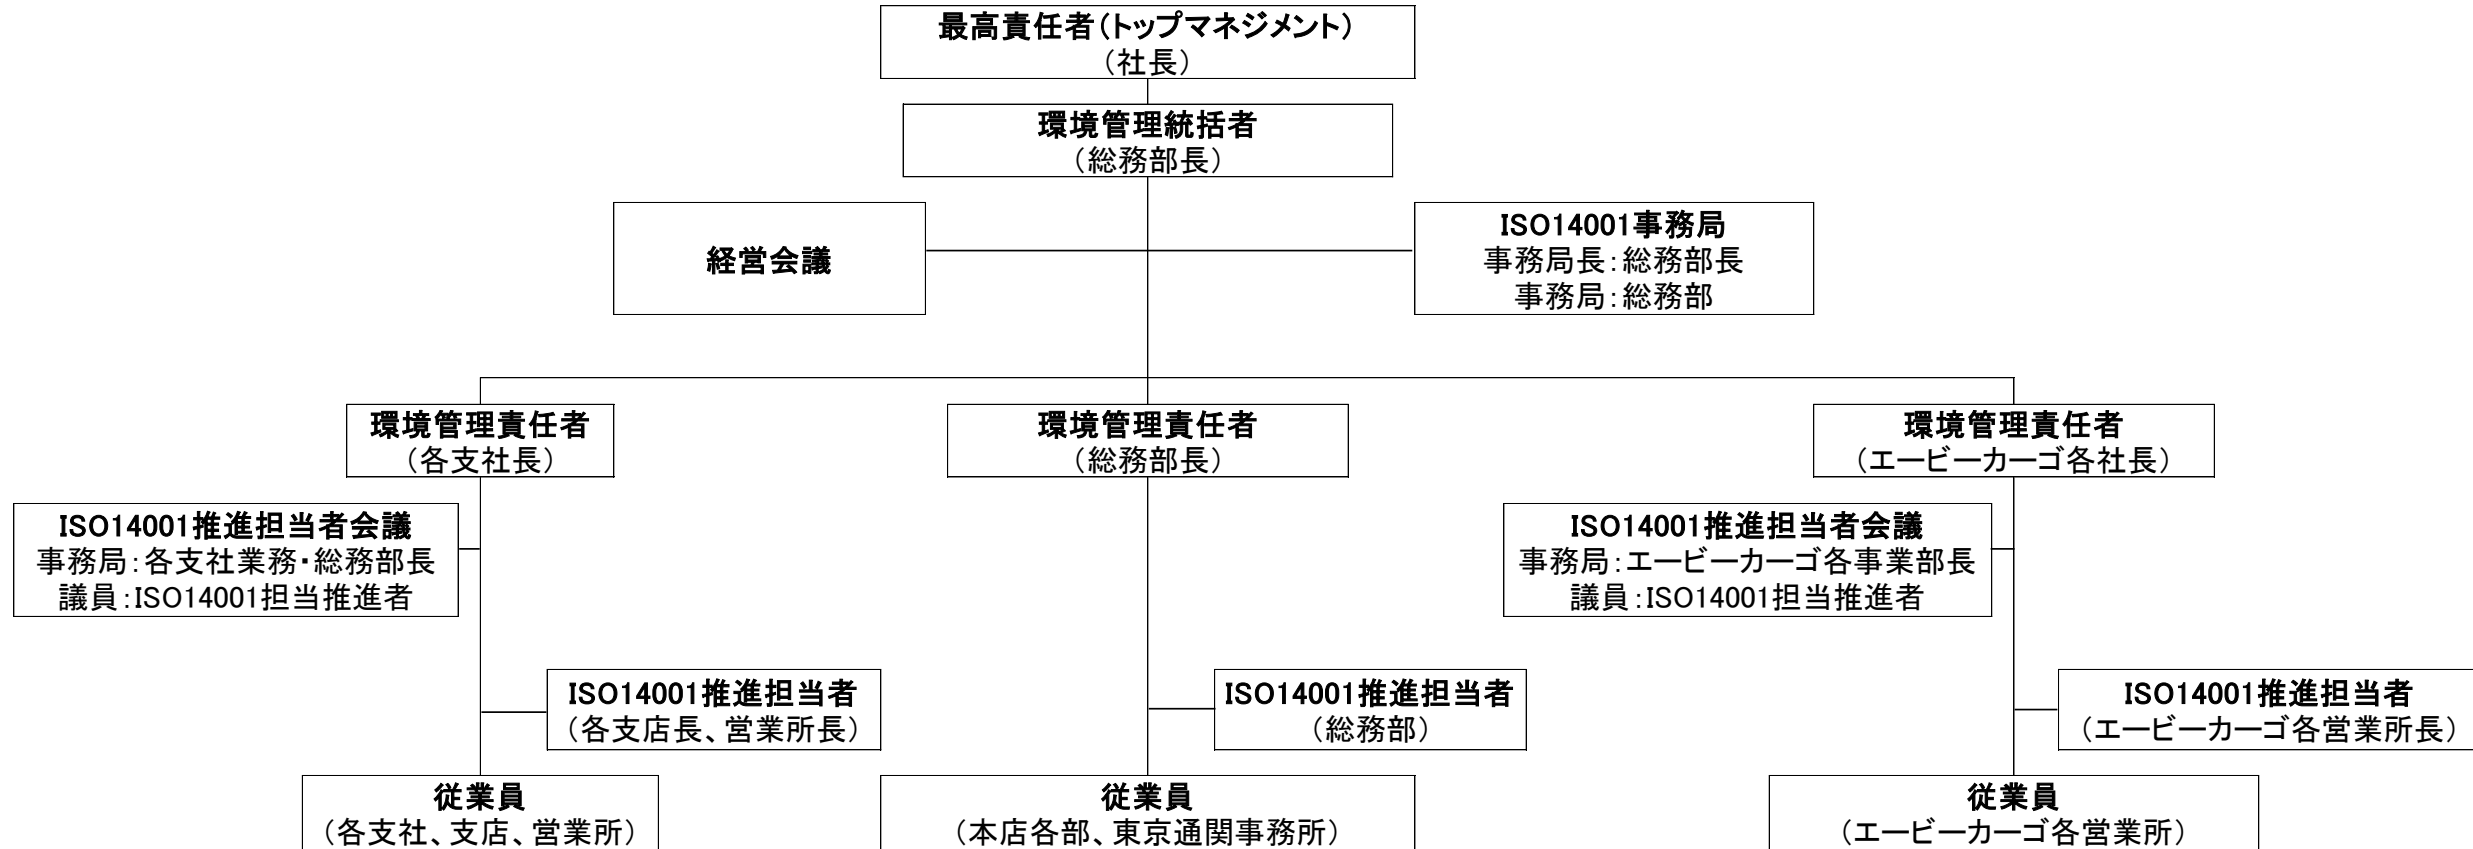 最高責任者(トップマネジメント)
(社長)
環境管理統括者
(総務部長)
経営会議
ISO14001事務局
事務局長:総務部長
事務局:総務部
環境管理責任者
(各支社長)
環境管理責任者
(総務部長)
環境管理責任者
(エービーカーゴ各社長)
ISO14001推進担当者会議
事務局:各支社業務・総務部長
議員:ISO14001担当推進者
ISO14001推進担当者会議
事務局:エービーカーゴ各事業部長
議員:ISO14001担当推進者
ISO14001推進担当者
(各支店長、営業所長)
ISO14001推進担当者
(総務部)
ISO14001推進担当者
(エービーカーゴ各営業所長)
従業員
(各支社、支店、営業所)
従業員
(本店各部、東京通関事務所)
従業員
(エービーカーゴ各営業所)